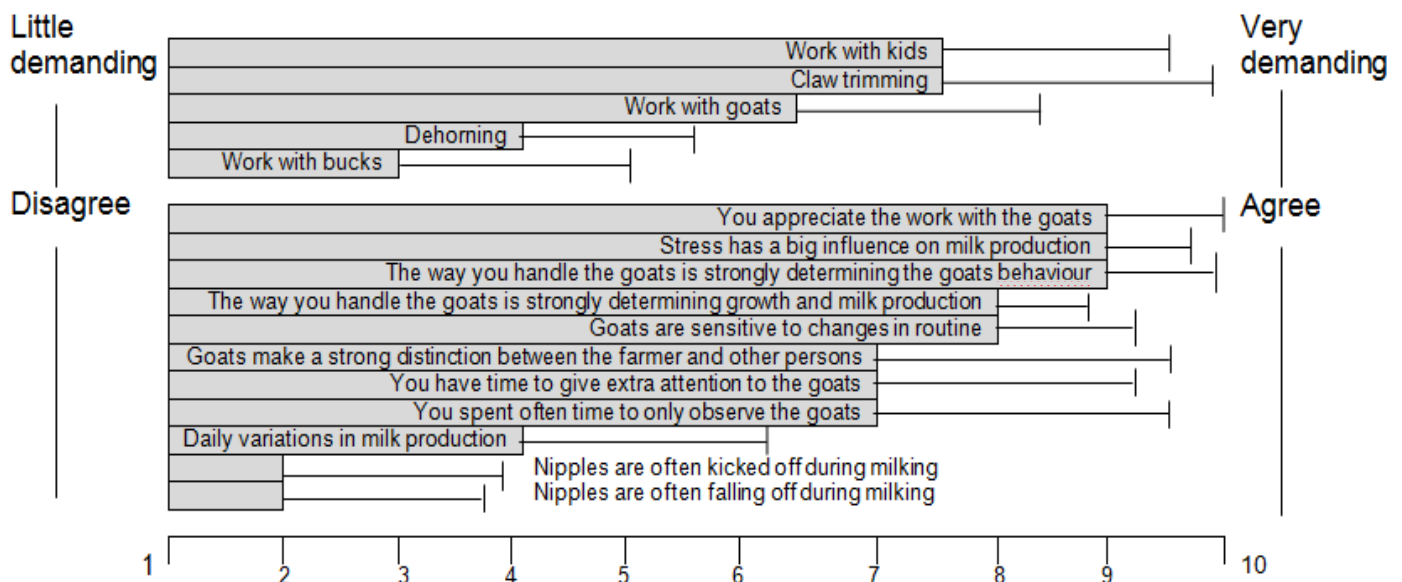 Little
demanding
Very
demanding
Work with kids
Claw trimming
Work with goats
Dehorning
Work with bucks
Disagree
Agree
You appreciate the work with the goats
Stress has a big influence on milk production
The way you handle the goats is strongly determining the goats behaviour
The way you handle the goats is strongly determining growth and milk production
Goats are sensitive to changes in routine
Goats make a strong distinction between the farmer and other persons
You have time to give extra attention to the goats
You spent often time to only observe the goats
Daily variations in milk production
Nipples are often kicked off during milking
Nipples are often falling off during milking
1 2 3 4 5 6 7 8 9 10